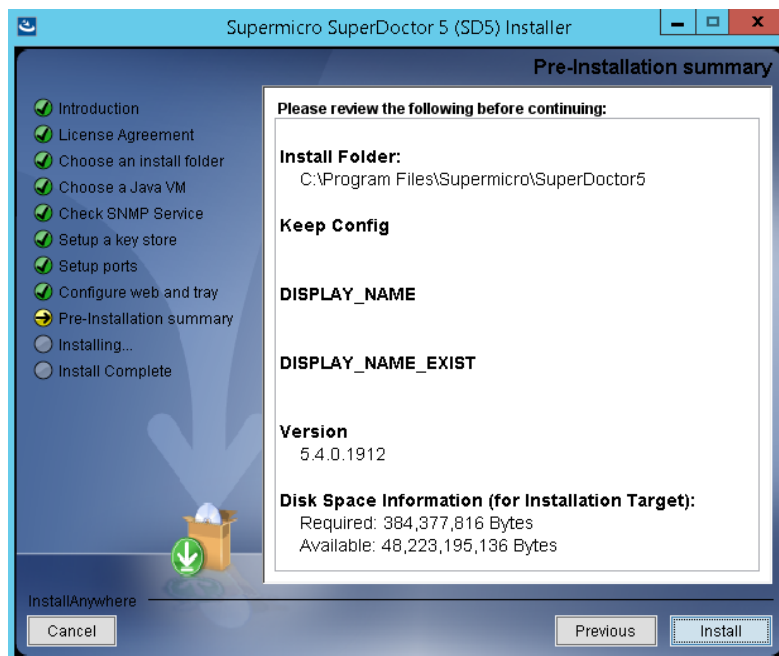 Supermicro SuperDoctor 5 (SD5) Installer
Pre-Installation summary
Introduction
License Agreement
Choose an install folder
Choose a Java VM
Check SNMP Service
Setup a key store
Setup ports
Configure web and tray
Pre-Installation summary
Installing...
Install Complete
Please review the following before continuing:
Install Folder:
C:\Program Files\Supermicro\SuperDoctor5
Keep Config
DISPLAY_NAME
DISPLAY_NAME_EXIST
Version
5.4.0.1912
Disk Space Information (for Installation Target):
Required: 384,377,816 Bytes
Available: 48,223,195,136 Bytes
InstallAnywhere
Cancel
Previous
Install